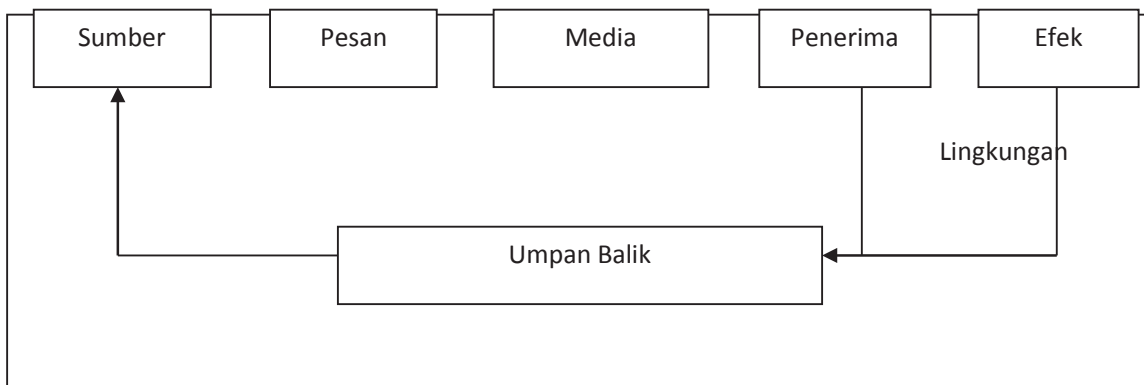 Sumber
Pesan
Media
Penerima
Efek
Lingkungan
Umpan Balik